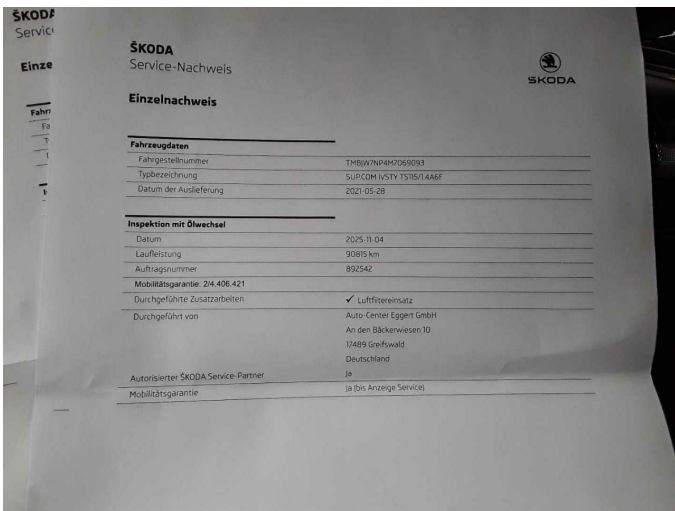 ŠKODA
Service
Einze
Fahrz
Fa
ŠKODA
Service-Nachweis
SKODA
Einzelnachweis
Fahrzeugdaten
Fahrgestellnummer TMBJW7NP4M7069093
Typbezeichnung SUP.COM IVSTY TS115/1.4A6F
Datum der Auslieferung 2021-05-28
Inspektion mit Ölwechsel
Datum 2025-11-04
Laufleistung 90815 km
Auftragsnummer 892542
Mobilitätsgarantie: 2/4.406.421
Durchgeführte Zusatzarbeiten ✓ Luftfiltereinsatz
Durchgeführt von Auto-Center Eggert GmbH
An den Bäckerwiesen 10
17489 Greifswald
Deutschland
Autorisierter ŠKODA Service-Partner Ja
Mobilitätsgarantie Ja (bis Anzeige Service)